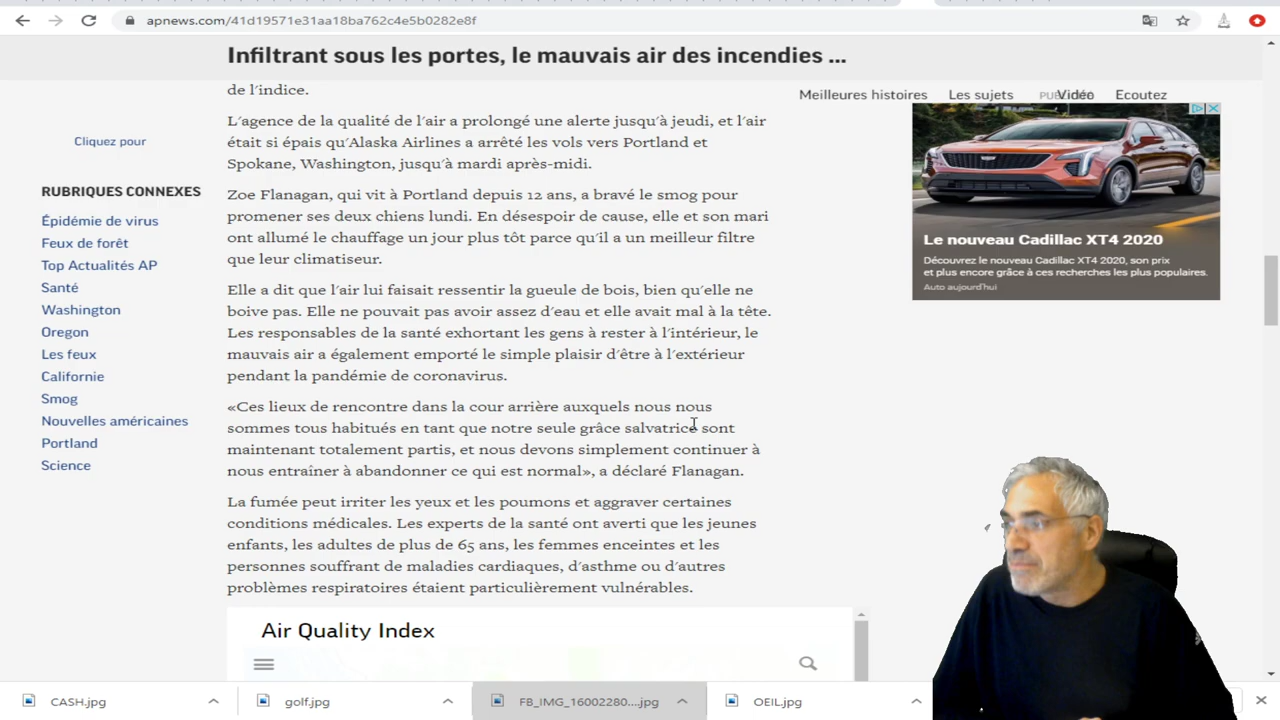 apnews.com/41d19571e31aa18ba762c4e5b0282e8f
Infiltrant sous les portes, le mauvais air des incendies ...
Meilleures histoires
Les sujets
Vidéo
Ecoutez
de l'indice.
L'agence de la qualité de l'air a prolongé une alerte jusqu'à jeudi, et l'air
était si épais qu'Alaska Airlines a arrêté les vols vers Portland et
Spokane, Washington, jusqu'à mardi après-midi.
Zoe Flanagan, qui vit à Portland depuis 12 ans, a bravé le smog pour
promener ses deux chiens lundi. En désespoir de cause, elle et son mari
ont allumé le chauffage un jour plus tôt parce qu'il a un meilleur filtre
que leur climatiseur.
Elle a dit que l'air lui faisait ressentir la gueule de bois, bien qu'elle ne
boive pas. Elle ne pouvait pas avoir assez d'eau et elle avait mal à la tête.
Les responsables de la santé exhortant les gens à rester à l'intérieur, le
mauvais air a également emporté le simple plaisir d'être à l'extérieur
pendant la pandémie de coronavirus.
«Ces lieux de rencontre dans la cour arrière auxquels nous nous
sommes tous habitués en tant que notre seule grâce salvatrice sont
maintenant totalement partis, et nous devons simplement continuer à
nous entraîner à abandonner ce qui est normal», a déclaré Flanagan.
La fumée peut irriter les yeux et les poumons et aggraver certaines
conditions médicales. Les experts de la santé ont averti que les jeunes
enfants, les adultes de plus de 65 ans, les femmes enceintes et les
personnes souffrant de maladies cardiaques, d'asthme ou d'autres
problèmes respiratoires étaient particulièrement vulnérables.
Air Quality Index
Cliquez pour
RUBRIQUES CONNEXES
Épidémie de virus
Feux de forêt
Top Actualités AP
Santé
Washington
Oregon
Les feux
Californie
Smog
Nouvelles américaines
Portland
Science
Le nouveau Cadillac XT4 2020
Découvrez le nouveau Cadillac XT4 2020, son prix
et plus encore grâce à ces recherches les plus populaires.
Auto aujourd'hui
CASH.jpg
golf.jpg
FB_IMG_16002280....jpg
OEIL.jpg